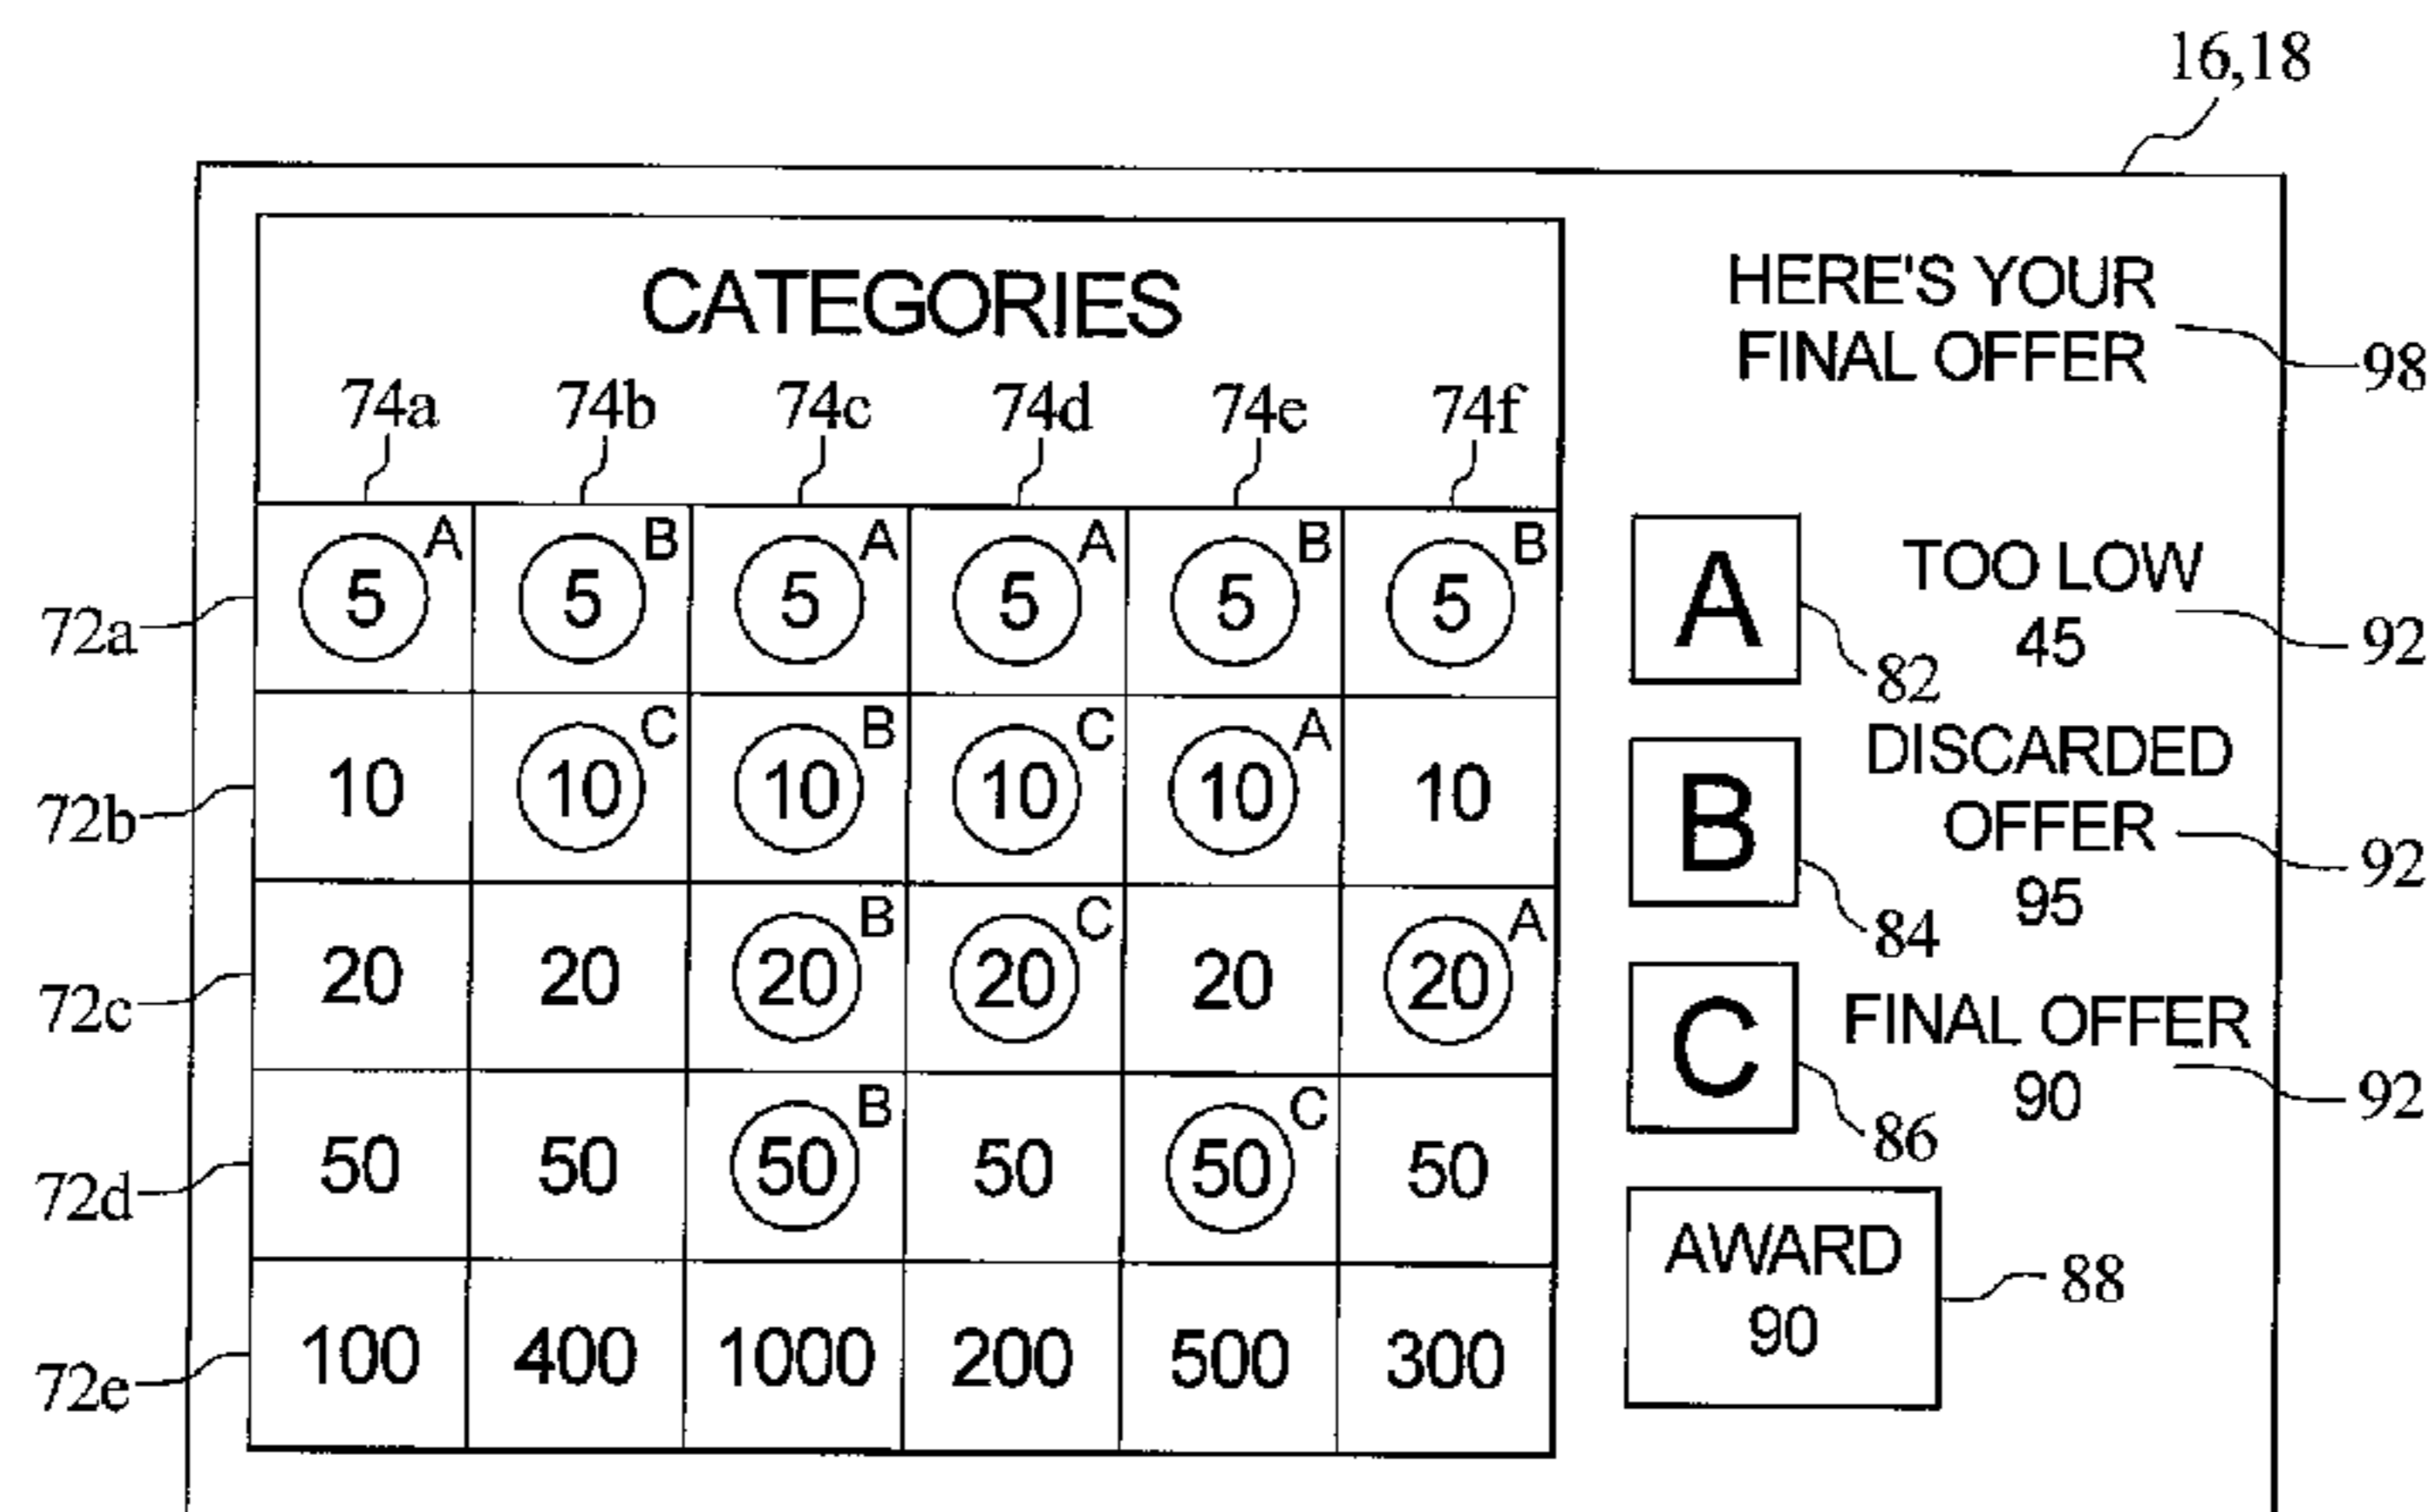 16,18
CATEGORIES
74a 74b 74c 74d 74e 74f
HERE'S YOUR
FINAL OFFER
98
72a 5 A 5 B 5 A 5 A 5 B 5 B
72b 10 10 C 10 B 10 C 10 A 10
72c 20 20 20 B 20 C 20 20 A
72d 50 50 50 B 50 50 C 50
72e 100 400 1000 200 500 300
A
82
TOO LOW
45
92
B
84
DISCARDED
OFFER
95
92
C
86
FINAL OFFER
90
92
AWARD
90
88